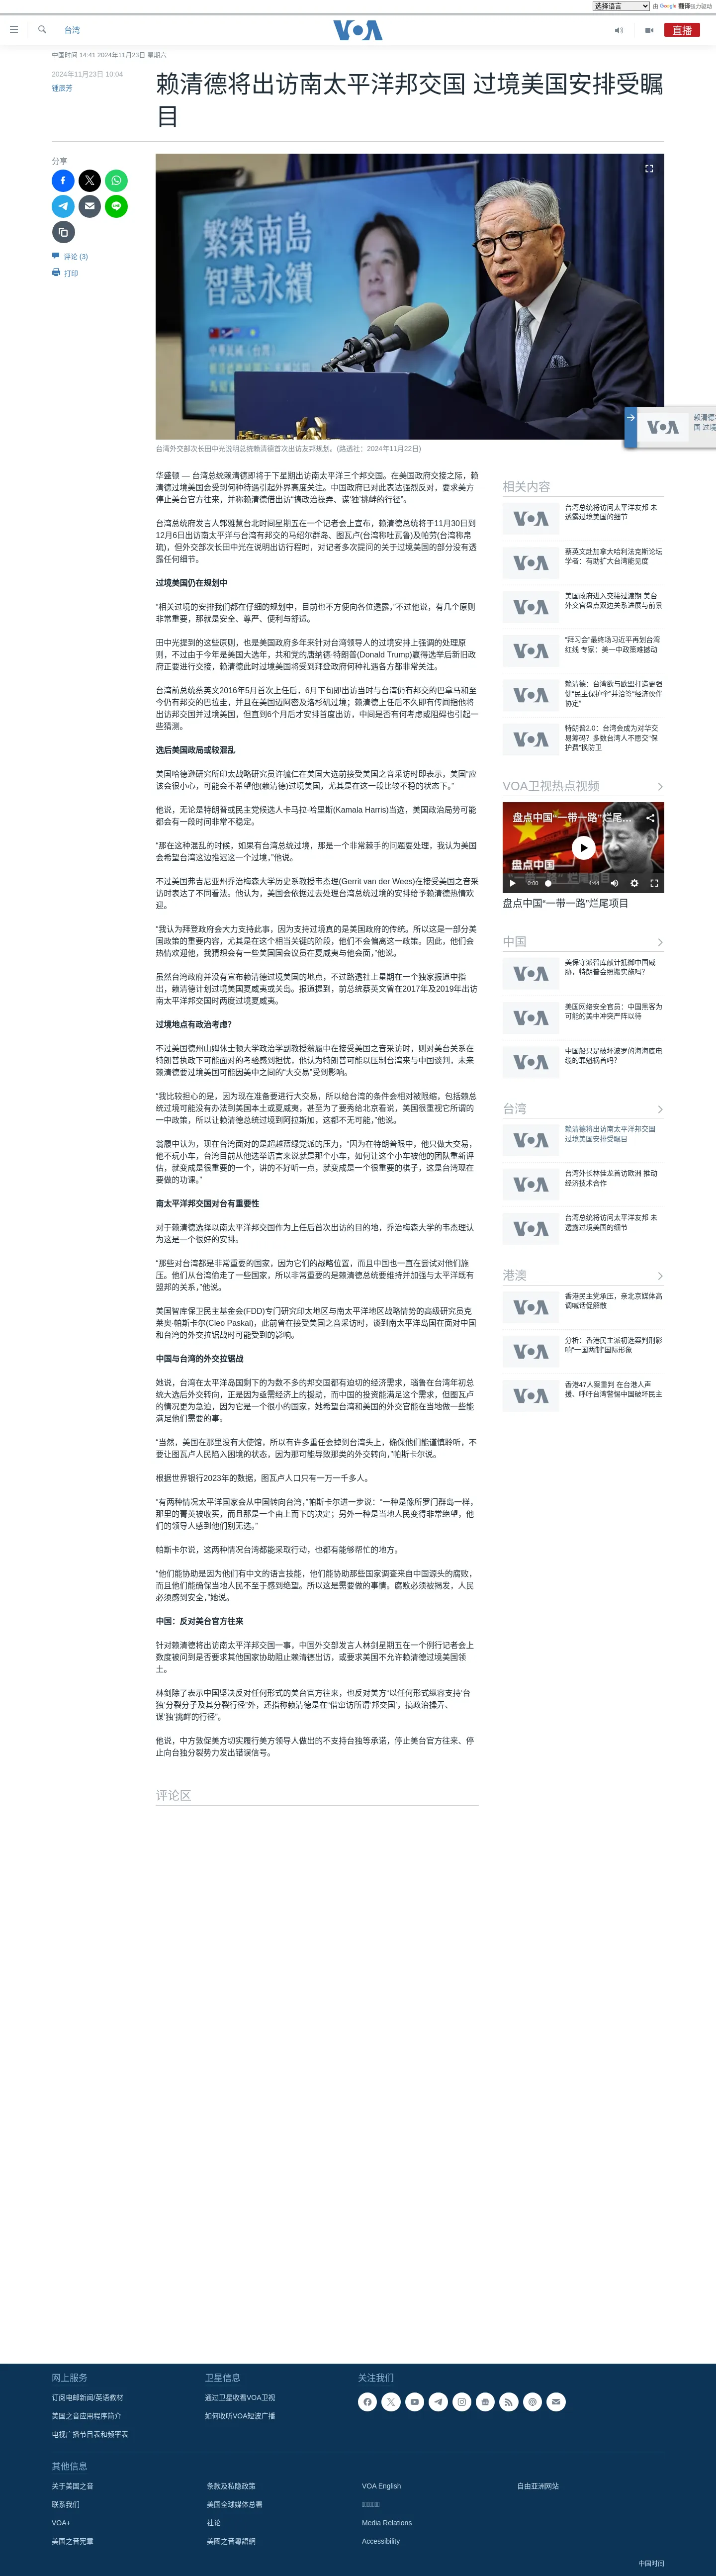 选择语言
由 Google 翻译强力驱动
台湾
VOA
直播
中国时间 14:41 2024年11月23日 星期六
2024年11月23日 10:04
锺辰芳
赖清德将出访南太平洋邦交国 过境美国安排受瞩
目
分享
评论 (3)
打印
繁榮南島
智慧永續
台湾外交部次长田中光说明总统赖清德首次出访友邦规划。(路透社：2024年11月22日)
赖清德将
国 过境
华盛顿 — 台湾总统赖清德即将于下星期出访南太平洋三个邦交国。在美国政府交接之际，赖
清德过境美国会受到何种待遇引起外界高度关注。中国政府已对此表达强烈反对，要求美方
停止美台官方往来，并称赖清德借出访“搞政治操弄、谋‘独’挑衅的行径”。
台湾总统府发言人郭雅慧台北时间星期五在一个记者会上宣布，赖清德总统将于11月30日到
12月6日出访南太平洋与台湾有邦交的马绍尔群岛、图瓦卢(台湾称吐瓦鲁)及帕劳(台湾称帛
琉)，但外交部次长田中光在说明出访行程时，对记者多次提问的关于过境美国的部分没有透
露任何细节。
过境美国仍在规划中
“相关过境的安排我们都在仔细的规划中，目前也不方便向各位透露，”不过他说，有几个原则
非常重要，那就是安全、尊严、便利与舒适。
田中光提到的这些原则，也是美国政府多年来针对台湾领导人的过境安排上强调的处理原
则，不过由于今年是美国大选年，共和党的唐纳德·特朗普(Donald Trump)赢得选举后新旧政
府正要进行交接，赖清德此时过境美国将受到拜登政府何种礼遇各方都非常关注。
台湾前总统蔡英文2016年5月首次上任后，6月下旬即出访当时与台湾仍有邦交的巴拿马和至
今仍有邦交的巴拉圭，并且在美国迈阿密及洛杉矶过境；赖清德上任后不久即有传闻指他将
出访邦交国并过境美国，但直到6个月后才安排首度出访，中间是否有何考虑或阻碍也引起一
些猜测。
选后美国政局或较混乱
美国哈德逊研究所印太战略研究员许毓仁在美国大选前接受美国之音采访时即表示，美国“应
该会很小心，可能会不希望他(赖清德)过境美国，尤其是在这一段比较不稳的状态下。”
他说，无论是特朗普或民主党候选人卡马拉·哈里斯(Kamala Harris)当选，美国政治局势可能
都会有一段时间非常不稳定。
“那在这种混乱的时候，如果有台湾总统过境，那是一个非常棘手的问题要处理，我认为美国
会希望台湾这边推迟这一个过境，”他说。
不过美国弗吉尼亚州乔治梅森大学历史系教授韦杰理(Gerrit van der Wees)在接受美国之音采
访时表达了不同看法。他认为，美国会依据过去处理台湾总统过境的安排给予赖清德热情欢
迎。
“我认为拜登政府会大力支持此事，因为支持过境真的是美国政府的传统。所以这是一部分美
国政策的重要内容，尤其是在这个相当关键的阶段，他们不会偏离这一政策。因此，他们会
热情欢迎他，我猜想会有一些美国国会议员在夏威夷与他会面，”他说。
虽然台湾政府并没有宣布赖清德过境美国的地点，不过路透社上星期在一个独家报道中指
出，赖清德计划过境美国夏威夷或关岛。报道提到，前总统蔡英文曾在2017年及2019年出访
南太平洋邦交国时两度过境夏威夷。
过境地点有政治考虑?
不过美国德州山姆休士顿大学政治学副教授翁履中在接受美国之音采访时，则对美台关系在
特朗普执政下可能面对的考验感到担忧，他认为特朗普可能以压制台湾来与中国谈判，未来
赖清德要过境美国可能因美中之间的“大交易”受到影响。
“我比较担心的是，因为现在准备要进行大交易，所以给台湾的条件会相对被限缩，包括赖总
统过境可能没有办法到美国本土或夏威夷，甚至为了要秀给北京看说，美国很重视它所谓的
一中政策，所以让赖清德总统过境到阿拉斯加，这都不无可能，”他说。
翁履中认为，现在台湾面对的是超越蓝绿党派的压力，“因为在特朗普眼中，他只做大交易，
他不玩小车，台湾目前从他选举语言来说就是那个小车，如何让这个小车被他的团队重新评
估，就变成是很重要的一个，讲的不好听一点，就变成是一个很重要的棋子，这是台湾现在
要做的功课。”
南太平洋邦交国对台有重要性
对于赖清德选择以南太平洋邦交国作为上任后首次出访的目的地，乔治梅森大学的韦杰理认
为这是一个很好的安排。
“那些对台湾都是非常重要的国家，因为它们的战略位置，而且中国也一直在尝试对他们施
压。他们从台湾偷走了一些国家，所以非常重要的是赖清德总统要维持并加强与太平洋既有
盟邦的关系，”他说。
美国智库保卫民主基金会(FDD)专门研究印太地区与南太平洋地区战略情势的高级研究员克
莱奥·帕斯卡尔(Cleo Paskal)，此前曾在接受美国之音采访时，谈到南太平洋岛国在面对中国
和台湾的外交拉锯战时可能受到的影响。
中国与台湾的外交拉锯战
她说，台湾在太平洋岛国剩下的为数不多的邦交国都有迫切的经济需求，瑙鲁在台湾年初总
统大选后外交转向，正是因为亟需经济上的援助，而中国的投资能满足这个需求，但图瓦卢
的情况更为急迫，因为它是一个很小的国家，她希望台湾和美国的外交官能在当地做一些能
满足他们需要的事。
“当然，美国在那里没有大使馆，所以有许多重任会掉到台湾头上，确保他们能谨慎聆听，不
要让图瓦卢人民陷入困境的状态，因为那可能导致那类的外交转向，”帕斯卡尔说。
根据世界银行2023年的数据，图瓦卢人口只有一万一千多人。
“有两种情况太平洋国家会从中国转向台湾，”帕斯卡尔进一步说：“一种是像所罗门群岛一样，
那里的菁英被收买，而且那是一个由上而下的决定；另外一种是当地人民变得非常绝望，他
们的领导人感到他们别无选。”
帕斯卡尔说，这两种情况台湾都能采取行动，也都有能够帮忙的地方。
“他们能协助是因为他们有中文的语言技能，他们能协助那些国家调查来自中国源头的腐败，
而且他们能确保当地人民不至于感到绝望。所以这是需要做的事情。腐败必须被揭发，人民
必须感到安全，”她说。
中国：反对美台官方往来
针对赖清德将出访南太平洋邦交国一事，中国外交部发言人林剑星期五在一个例行记者会上
数度被问到是否要求其他国家协助阻止赖清德出访，或要求美国不允许赖清德过境美国领
土。
林剑除了表示中国坚决反对任何形式的美台官方往来，也反对美方“以任何形式纵容支持‘台
独’分裂分子及其分裂行径”外，还指称赖清德是在“借窜访所谓‘邦交国’，搞政治操弄、
谋‘独’挑衅的行径”。
他说，中方敦促美方切实履行美方领导人做出的不支持台独等承诺，停止美台官方往来、停
止向台独分裂势力发出错误信号。
评论区
相关内容
台湾总统将访问太平洋友邦 未
透露过境美国的细节
蔡英文赴加拿大哈利法克斯论坛
学者：有助扩大台湾能见度
美国政府进入交接过渡期 美台
外交官盘点双边关系进展与前景
“拜习会”最终场习近平再划台湾
红线 专家：美一中政策难撼动
赖清德：台湾欲与欧盟打造更强
健“民主保护伞”并洽签“经济伙伴
协定”
特朗普2.0：台湾会成为对华交
易筹码？多数台湾人不愿交“保
护费”换防卫
VOA卫视热点视频
盘点中国“一带一路”烂尾...
盘点中国
0:00
4:44
盘点中国“一带一路”烂尾项目
中国
美保守派智库献计抵御中国威
胁，特朗普会照搬实施吗？
美国网络安全官员：中国黑客为
可能的美中冲突严阵以待
中国船只是破坏波罗的海海底电
缆的罪魁祸首吗?
台湾
赖清德将出访南太平洋邦交国
过境美国安排受瞩目
台湾外长林佳龙首访欧洲 推动
经济技术合作
台湾总统将访问太平洋友邦 未
透露过境美国的细节
港澳
香港民主党承压，亲北京媒体高
调喊话促解散
分析：香港民主派初选案判刑影
响“一国两制”国际形象
香港47人案重判 在台港人声
援、呼吁台湾警惕中国破坏民主
网上服务
订阅电邮新闻/英语教材
美国之音应用程序简介
电视广播节目表和频率表
卫星信息
通过卫星收看VOA卫视
如何收听VOA短波广播
关注我们
其他信息
关于美国之音
条款及私隐政策
VOA English
自由亚洲网站
联系我们
美国全球媒体总署
VOA+
社论
Media Relations
美国之音宪章
美國之音粵語網
Accessibility
中国时间